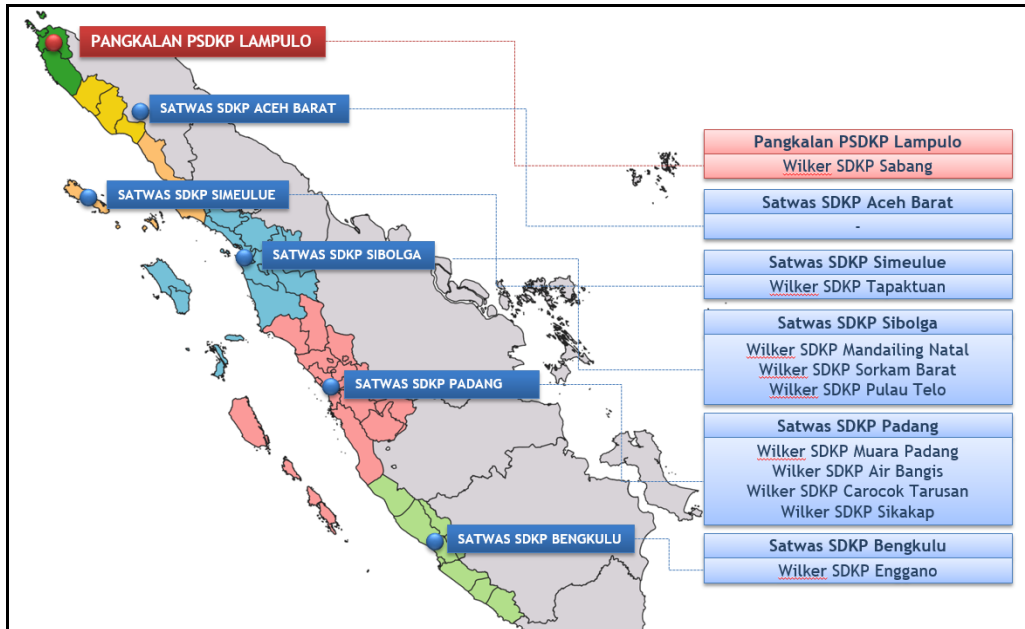 PANGKALAN PSDKP LAMPULO
SATWAS SDKP ACEH BARAT
SATWAS SDKP SIMEULUE
SATWAS SDKP SIBOLGA
SATWAS SDKP PADANG
SATWAS SDKP BENGKULU
Pangkalan PSDKP Lampulo
Wilker SDKP Sabang
Satwas SDKP Aceh Barat
-
Satwas SDKP Simeulue
Wilker SDKP Tapaktuan
Satwas SDKP Sibolga
Wilker SDKP Mandailing Natal
Wilker SDKP Sorkam Barat
Wilker SDKP Pulau Telo
Satwas SDKP Padang
Wilker SDKP Muara Padang
Wilker SDKP Air Bangis
Wilker SDKP Carocok Tarusan
Wilker SDKP Sikakap
Satwas SDKP Bengkulu
Wilker SDKP Enggano